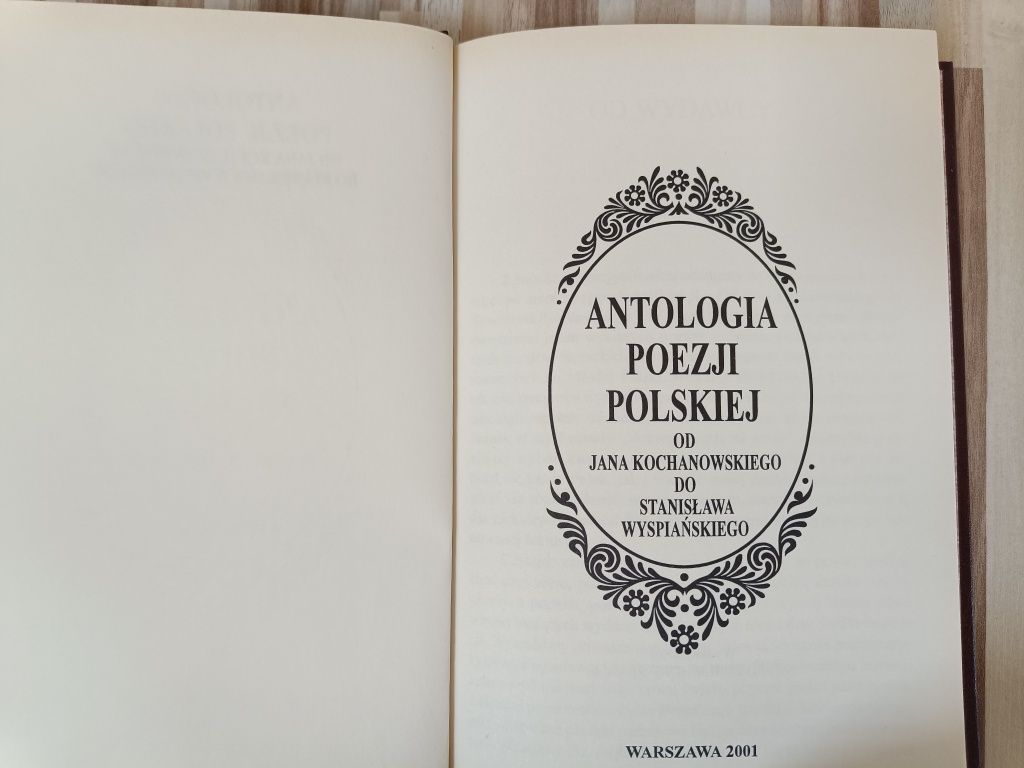 ANTOLOGIA
POEZJI
POLSKIEJ
OD
JANA KOCHANOWSKIEGO
DO
STANISŁAWA
WYSPIAŃSKIEGO
WARSZAWA 2001